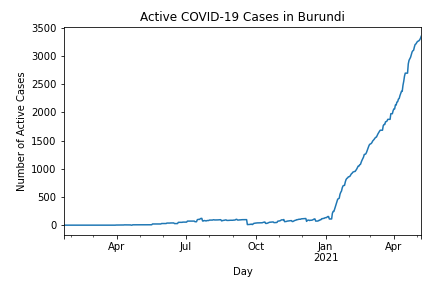 Active COVID-19 Cases in Burundi
3500
3000
2500
2000
1500
1000
500
0
Number of Active Cases
Apr
Jul
Oct
Jan
2021
Apr
Day